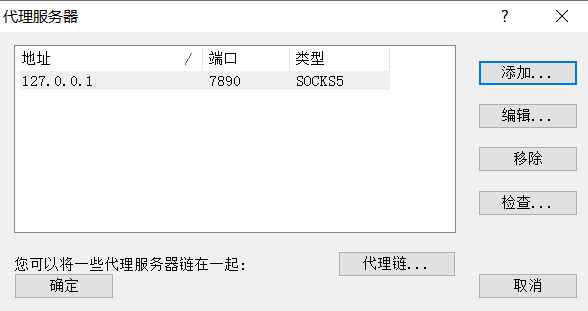 代理服务器
地址 / 端口 类型
127.0.0.1 7890 SOCKS5
添加...
编辑...
移除
检查...
您可以将一些代理服务器链在一起:
代理链...
确定
取消